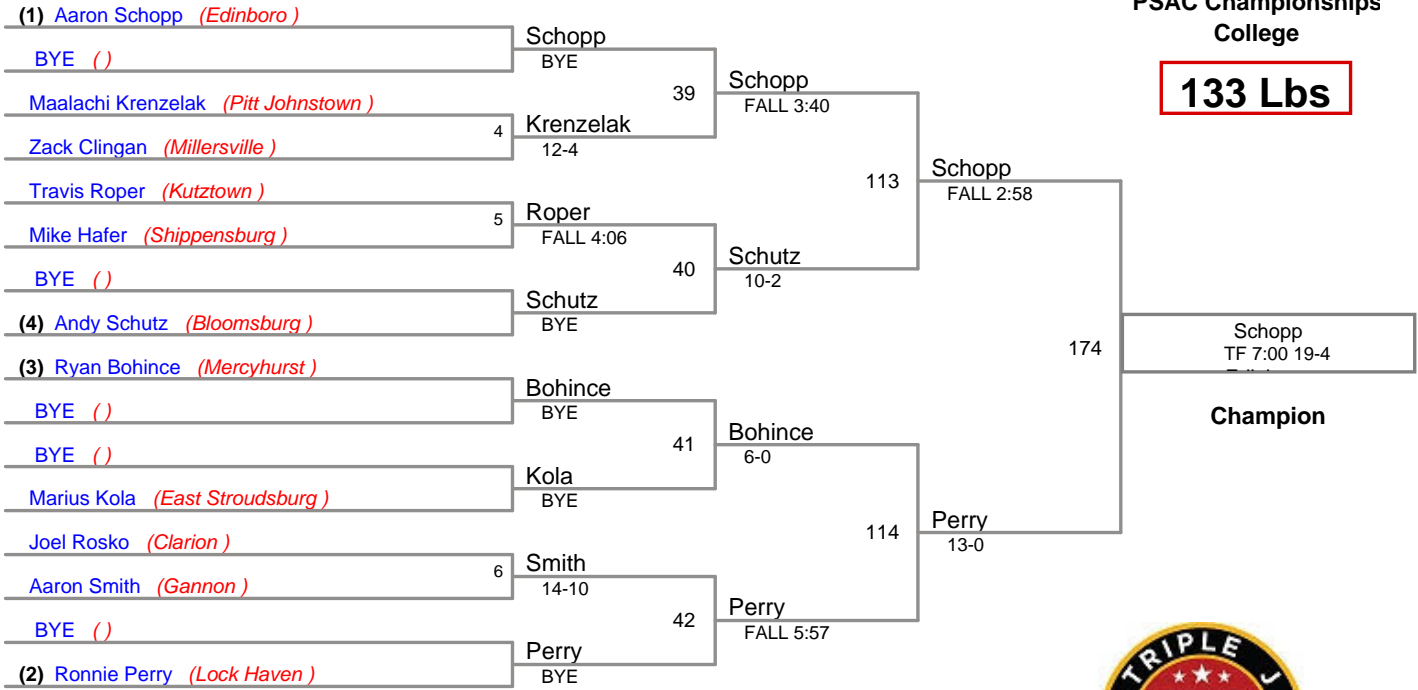 PSAC Championships
College
133 Lbs
(1) Aaron Schopp (Edinboro )
BYE ( )
Maalachi Krenzelak (Pitt Johnstown )
Zack Clingan (Millersville )
Travis Roper (Kutztown )
Mike Hafer (Shippensburg )
BYE ( )
(4) Andy Schutz (Bloomsburg )
(3) Ryan Bohince (Mercyhurst )
BYE ( )
BYE ( )
Marius Kola (East Stroudsburg )
Joel Rosko (Clarion )
Aaron Smith (Gannon )
BYE ( )
(2) Ronnie Perry (Lock Haven )
Schopp
BYE
4
Krenzelak
12-4
5
Roper
FALL 4:06
Schutz
BYE
Bohince
BYE
Kola
BYE
6
Smith
14-10
Perry
BYE
39
Schopp
FALL 3:40
40
Schutz
10-2
41
Bohince
6-0
42
Perry
FALL 5:57
113
Schopp
FALL 2:58
114
Perry
13-0
174
Schopp
TF 7:00 19-4
Champion
TRIPLE J